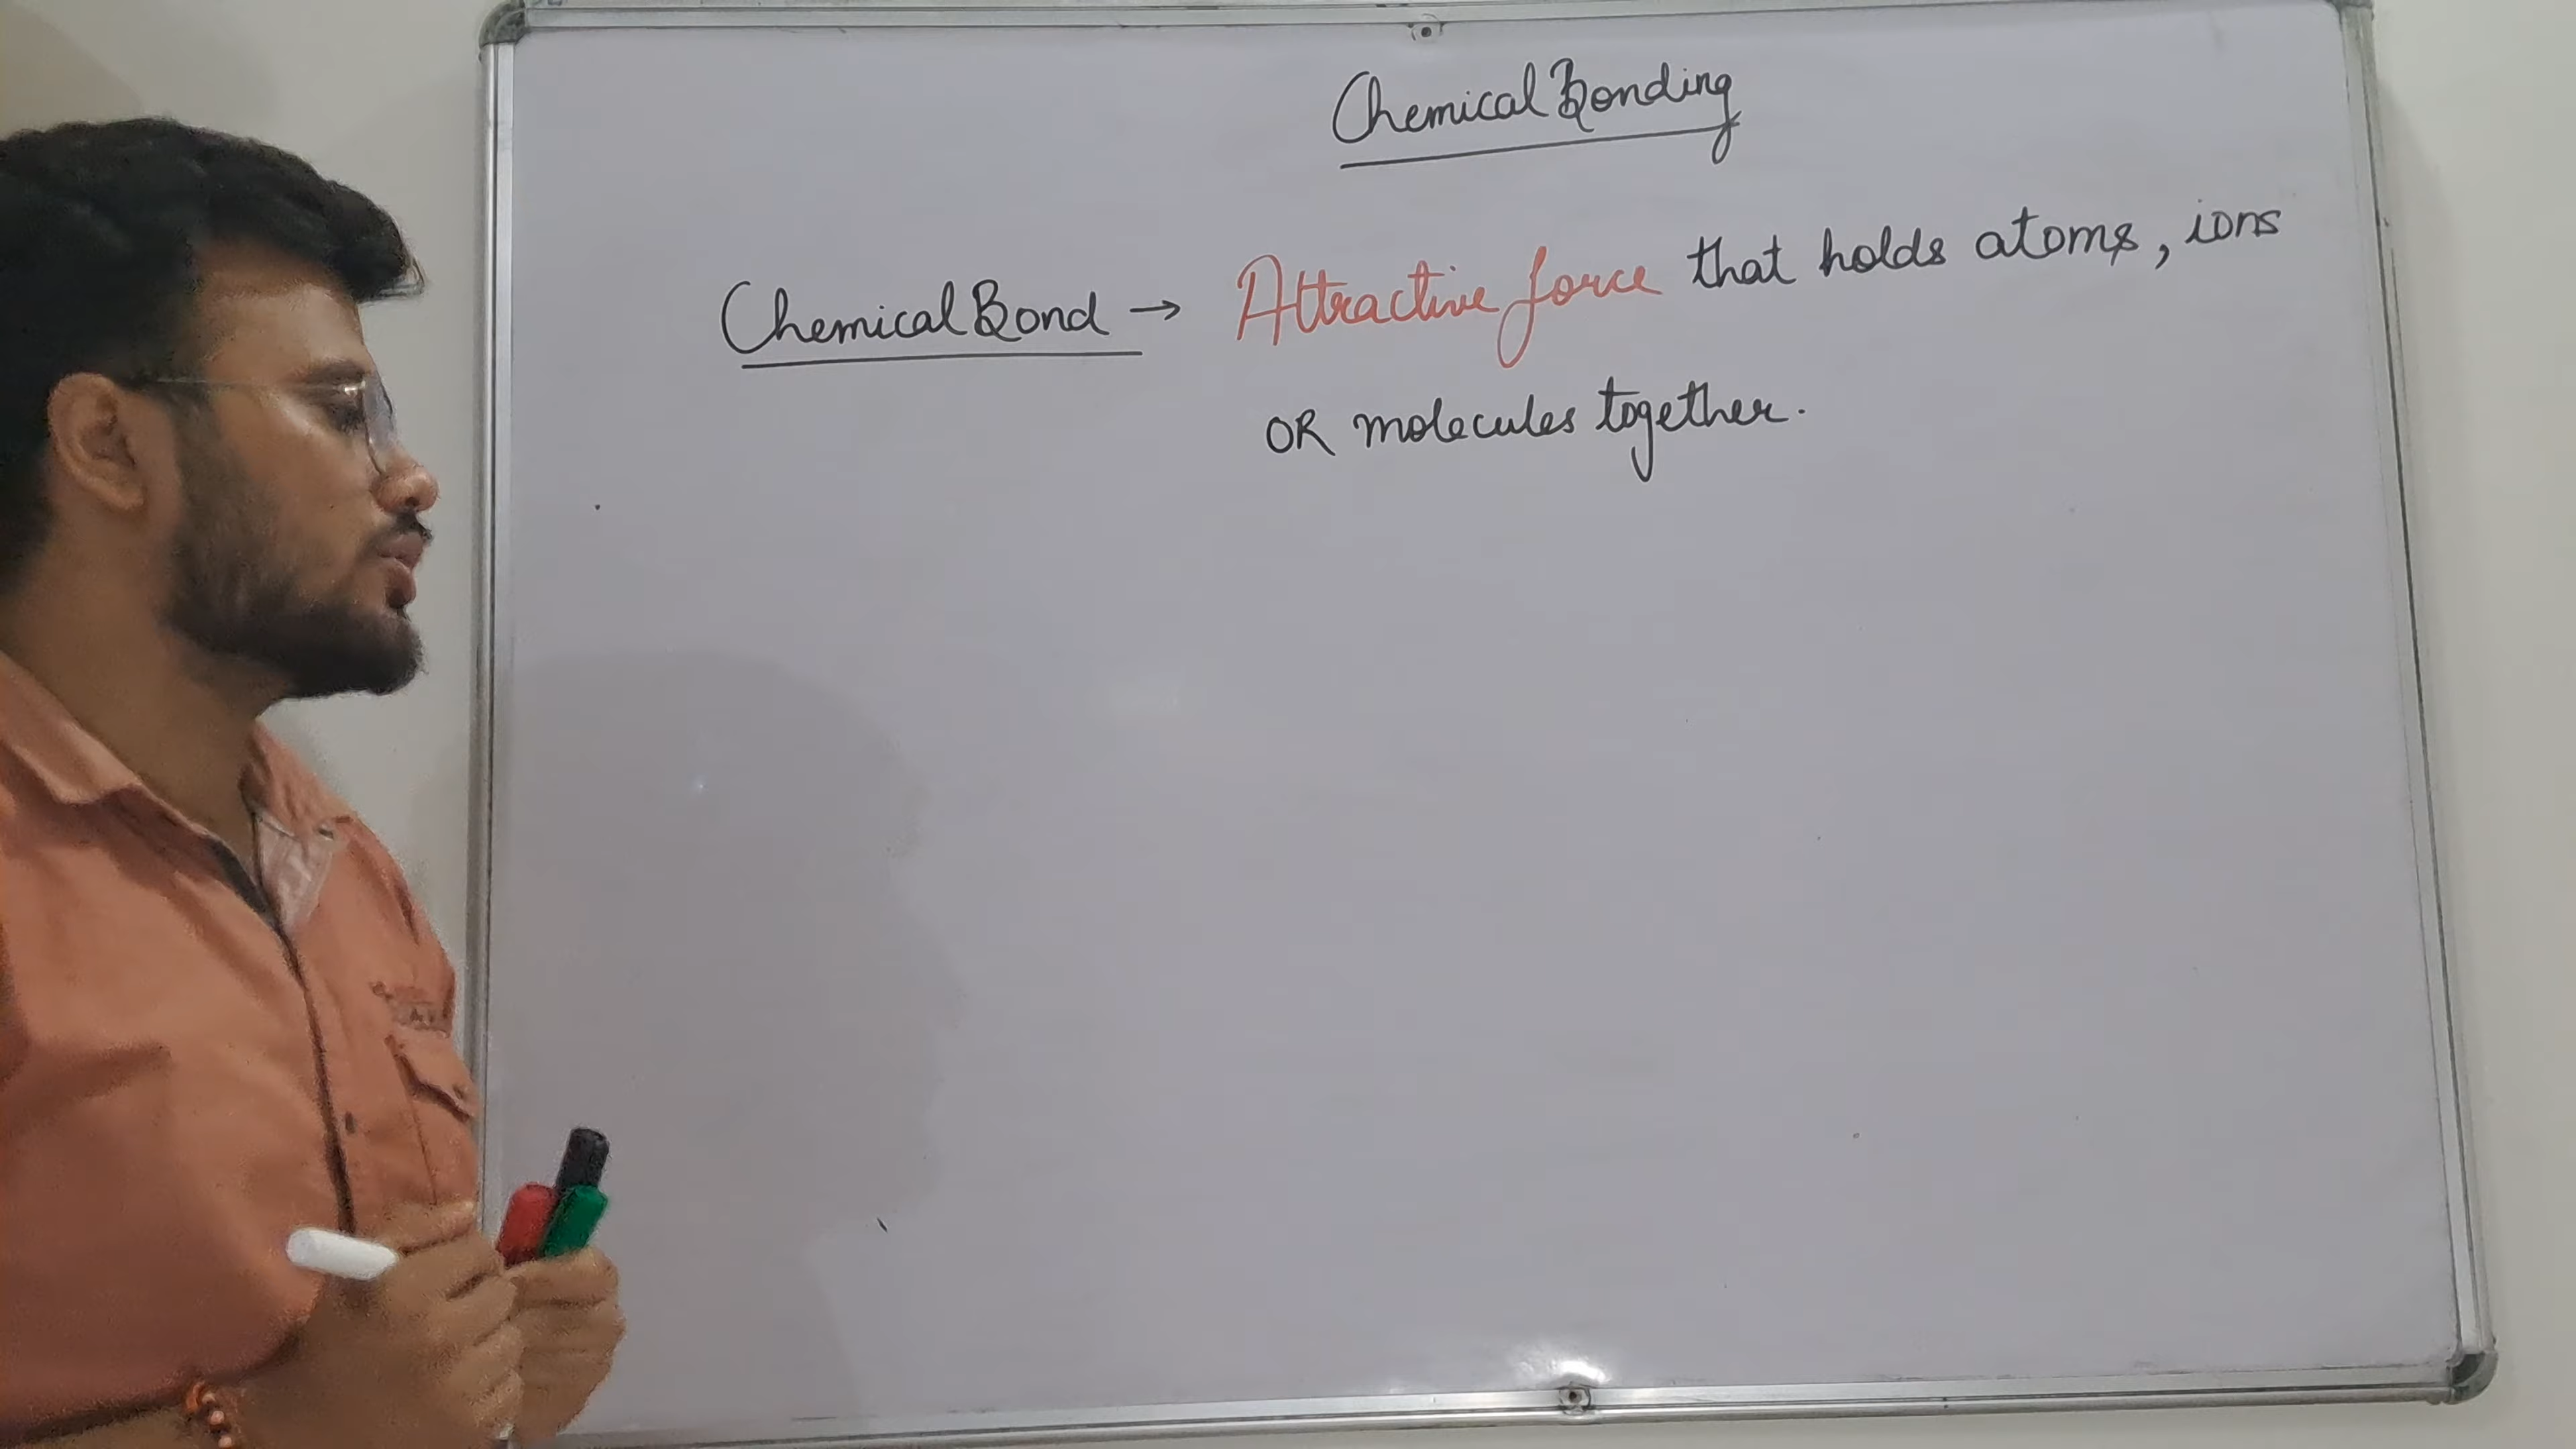 Chemical Bonding
Chemical Bond → Attractive force that holds atoms, ions
OR molecules together.